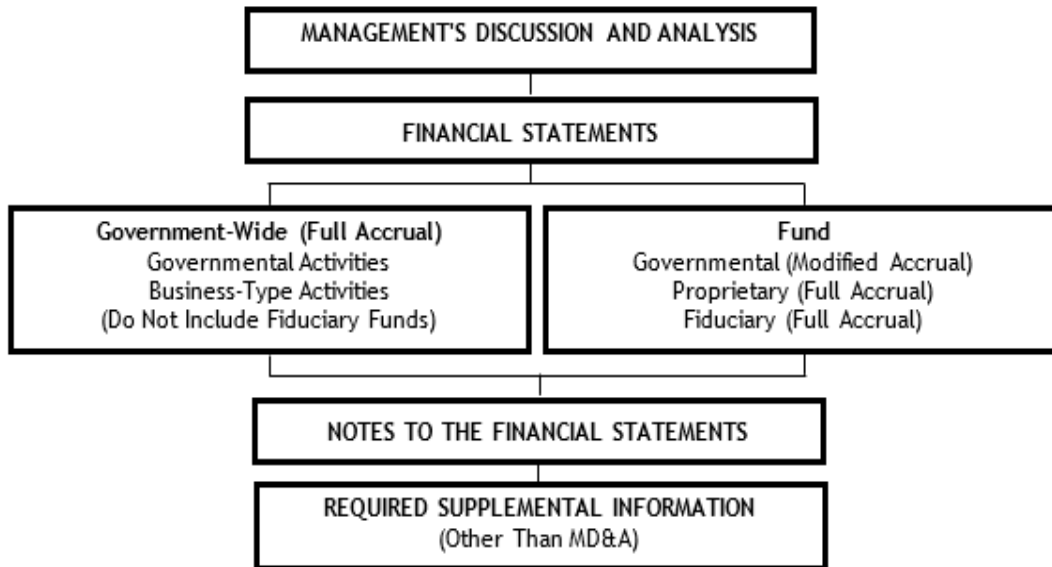 MANAGEMENT'S DISCUSSION AND ANALYSIS
FINANCIAL STATEMENTS
Government-Wide (Full Accrual)
Governmental Activities
Business-Type Activities
(Do Not Include Fiduciary Funds)
Fund
Governmental (Modified Accrual)
Proprietary (Full Accrual)
Fiduciary (Full Accrual)
NOTES TO THE FINANCIAL STATEMENTS
REQUIRED SUPPLEMENTAL INFORMATION
(Other Than MD&A)